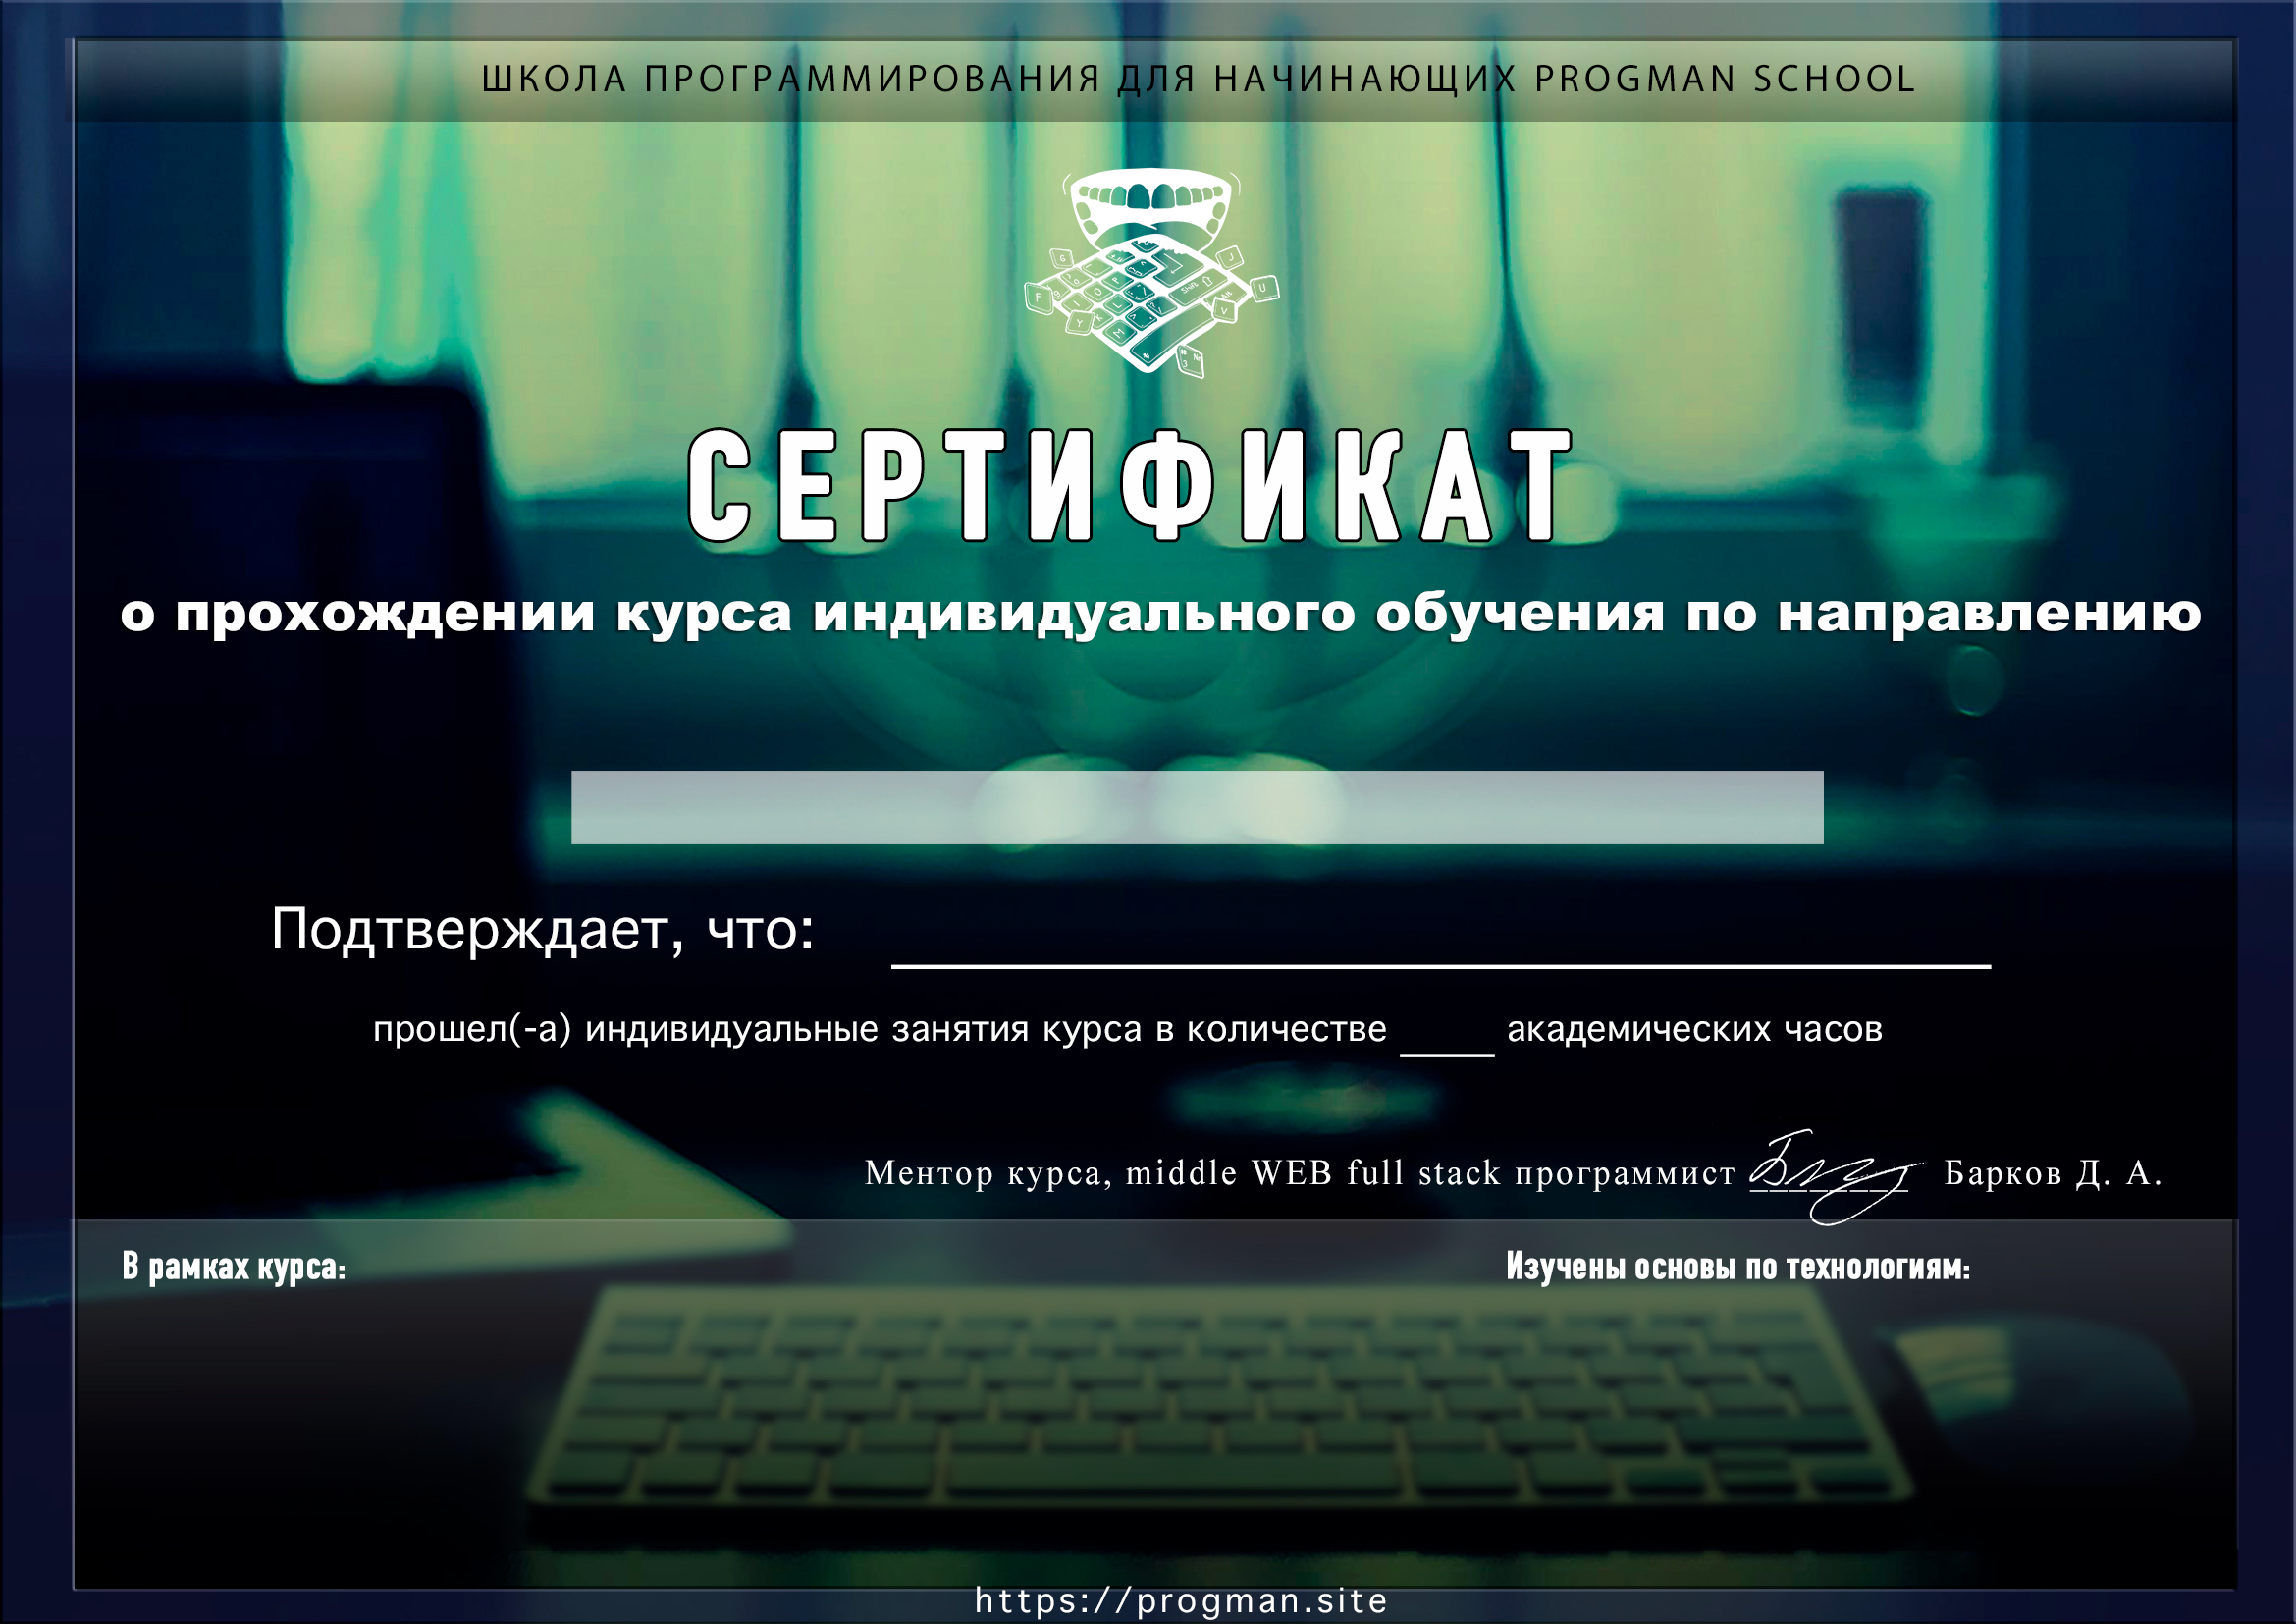 ШКОЛА ПРОГРАММИРОВАНИЯ ДЛЯ НАЧИНАЮЩИХ PROGMAN SCHOOL
СЕРТИФИКАТ
о прохождении курса индивидуального обучения по направлению
Подтверждает, что:
прошел(-а) индивидуальные занятия курса в количестве ____ академических часов
Ментор курса, middle WEB full stack программист ________ Барков Д. А.
В рамках курса:
Изучены основы по технологиям:
https://progman.site